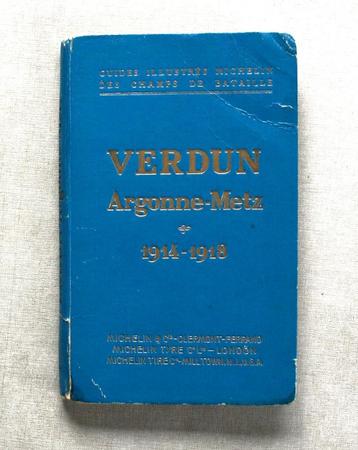 GUIDES ILLUSTRÉS MICHELIN
DES CHAMPS DE BATAILLE
VERDUN
Argonne-Metz
1914-1918
MICHELIN & Cie - CLERMONT-FERRAND
MICHELIN TYRE Co Ltd - LONDON
MICHELIN TIRE Co - MILLTOWN, N.J., U.S.A.